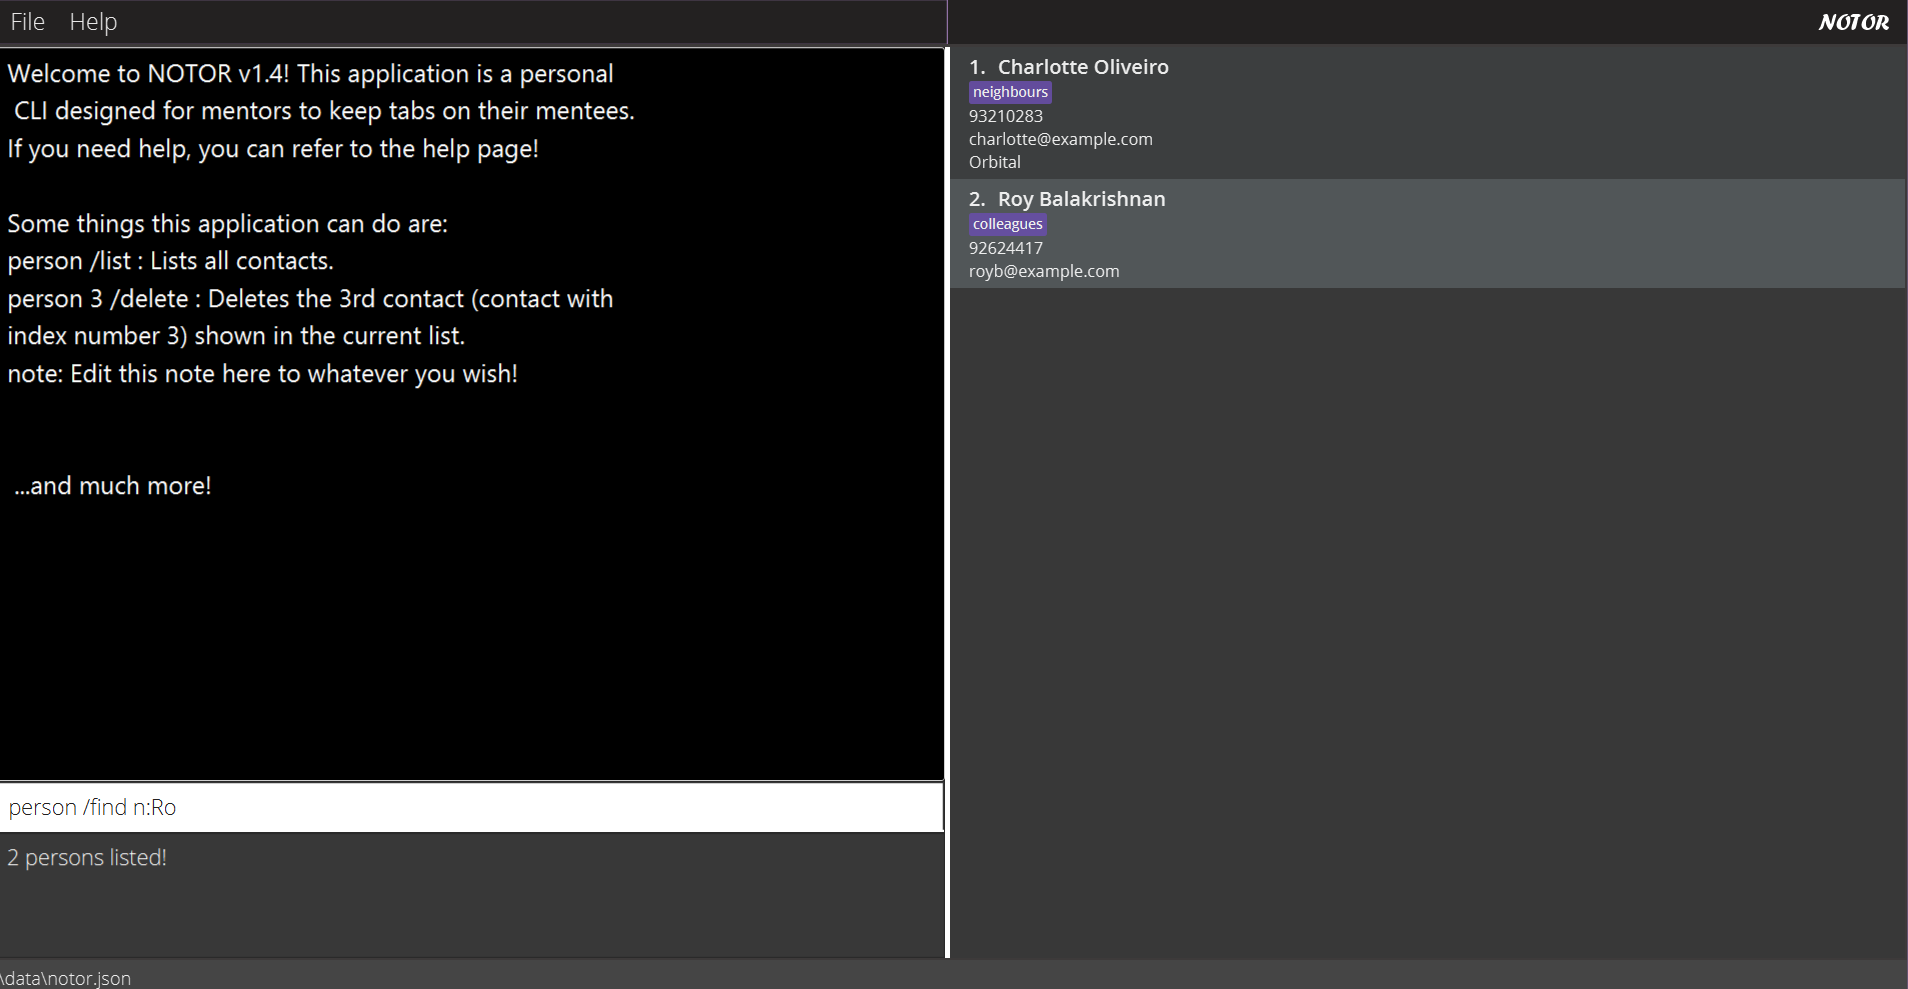 File Help
NOTOR
Welcome to NOTOR v1.4! This application is a personal
CLI designed for mentors to keep tabs on their mentees.
If you need help, you can refer to the help page!
Some things this application can do are:
person /list : Lists all contacts.
person 3 /delete : Deletes the 3rd contact (contact with
index number 3) shown in the current list.
note: Edit this note here to whatever you wish!
...and much more!
person /find n:Ro
2 persons listed!
1. Charlotte Oliveiro
neighbours
93210283
charlotte@example.com
Orbital
2. Roy Balakrishnan
colleagues
92624417
royb@example.com
\data\notor.json